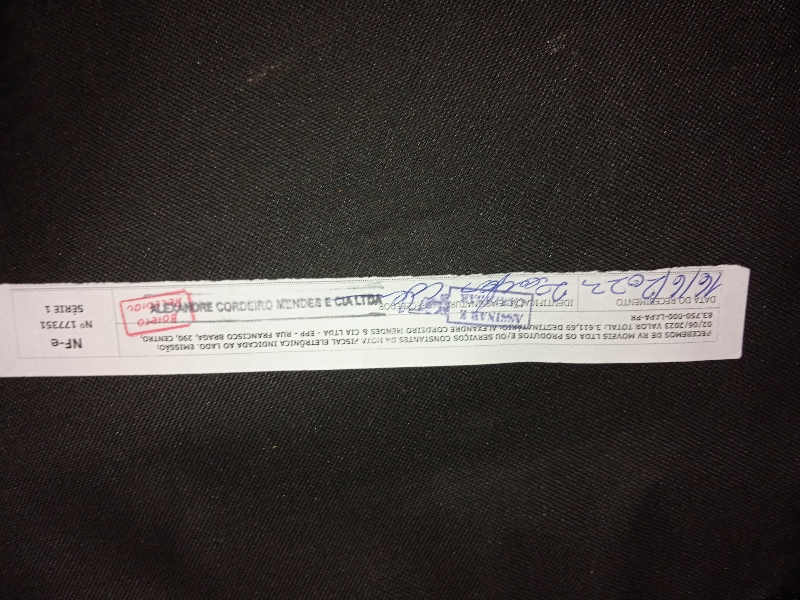 RECEBEMOS DE RV MOVEIS LTDA OS PRODUTOS E/OU SERVIÇOS CONSTANTES DA NOTA FISCAL ELETRÔNICA INDICADA AO LADO. EMISSÃO:
02/06/2023 VALOR TOTAL: 3.511,69 DESTINATÁRIO: ALEXANDRE CORDEIRO MENDES & CIA LTDA - EPP - RUA FRANCISCO BRAGA, 290, CENTRO,
83.750-000-LAPA-PR
NF-e
Nº 177351
SÉRIE 1
DATA DO RECEBIMENTO
IDENTIFICAÇÃO E ASSINATURA DO RECEBEDOR
16/6/2023
ALEXANDRE CORDEIRO MENDES E CIA LTDA
ASSINAR E
BOLETO
RECEBIDO